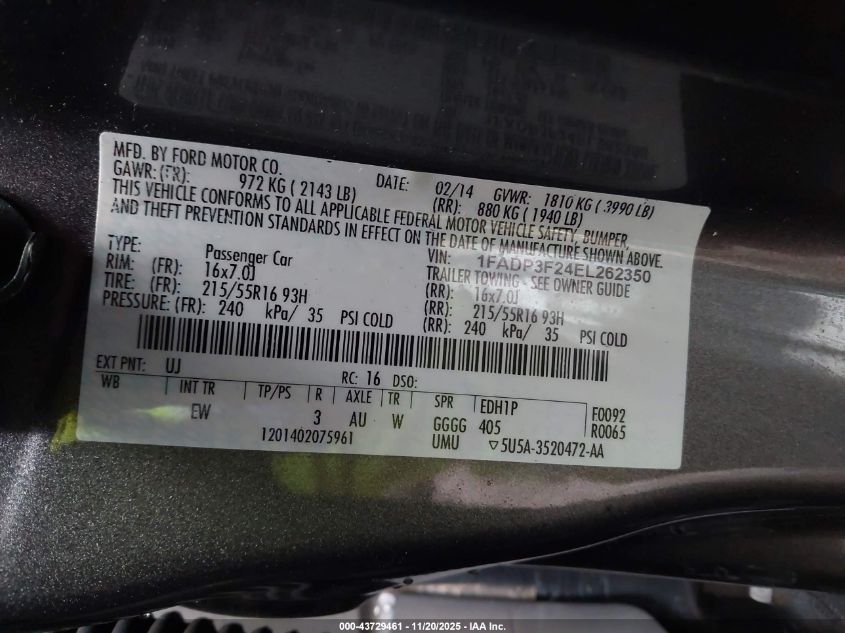 MFD. BY FORD MOTOR CO.
DATE: 02/14 GVWR: 1810 KG ( 3990 LB)
GAWR: (FR): 972 KG ( 2143 LB) (RR): 880 KG ( 1940 LB)
THIS VEHICLE CONFORMS TO ALL APPLICABLE FEDERAL MOTOR VEHICLE SAFETY, BUMPER,
AND THEFT PREVENTION STANDARDS IN EFFECT ON THE DATE OF MANUFACTURE SHOWN ABOVE.
VIN: 1FADP3F24EL262350
TYPE: Passenger Car TRAILER TOWING - SEE OWNER GUIDE
RIM: (FR): 16x7.0J (RR): 16x7.0J
TIRE: (FR): 215/55R16 93H (RR): 215/55R16 93H
PRESSURE: (FR): 240 kPa/ 35 PSI COLD (RR): 240 kPa/ 35 PSI COLD
EXT PNT: UJ RC: 16 DSO:
WB INT TR TP/PS R AXLE TR SPR EDH1P F0092
EW 3 AU W GGGG 405 R0065
1201402075961 UMU ▽5U5A-3520472-AA
000-43729461 - 11/20/2025 - IAA Inc.